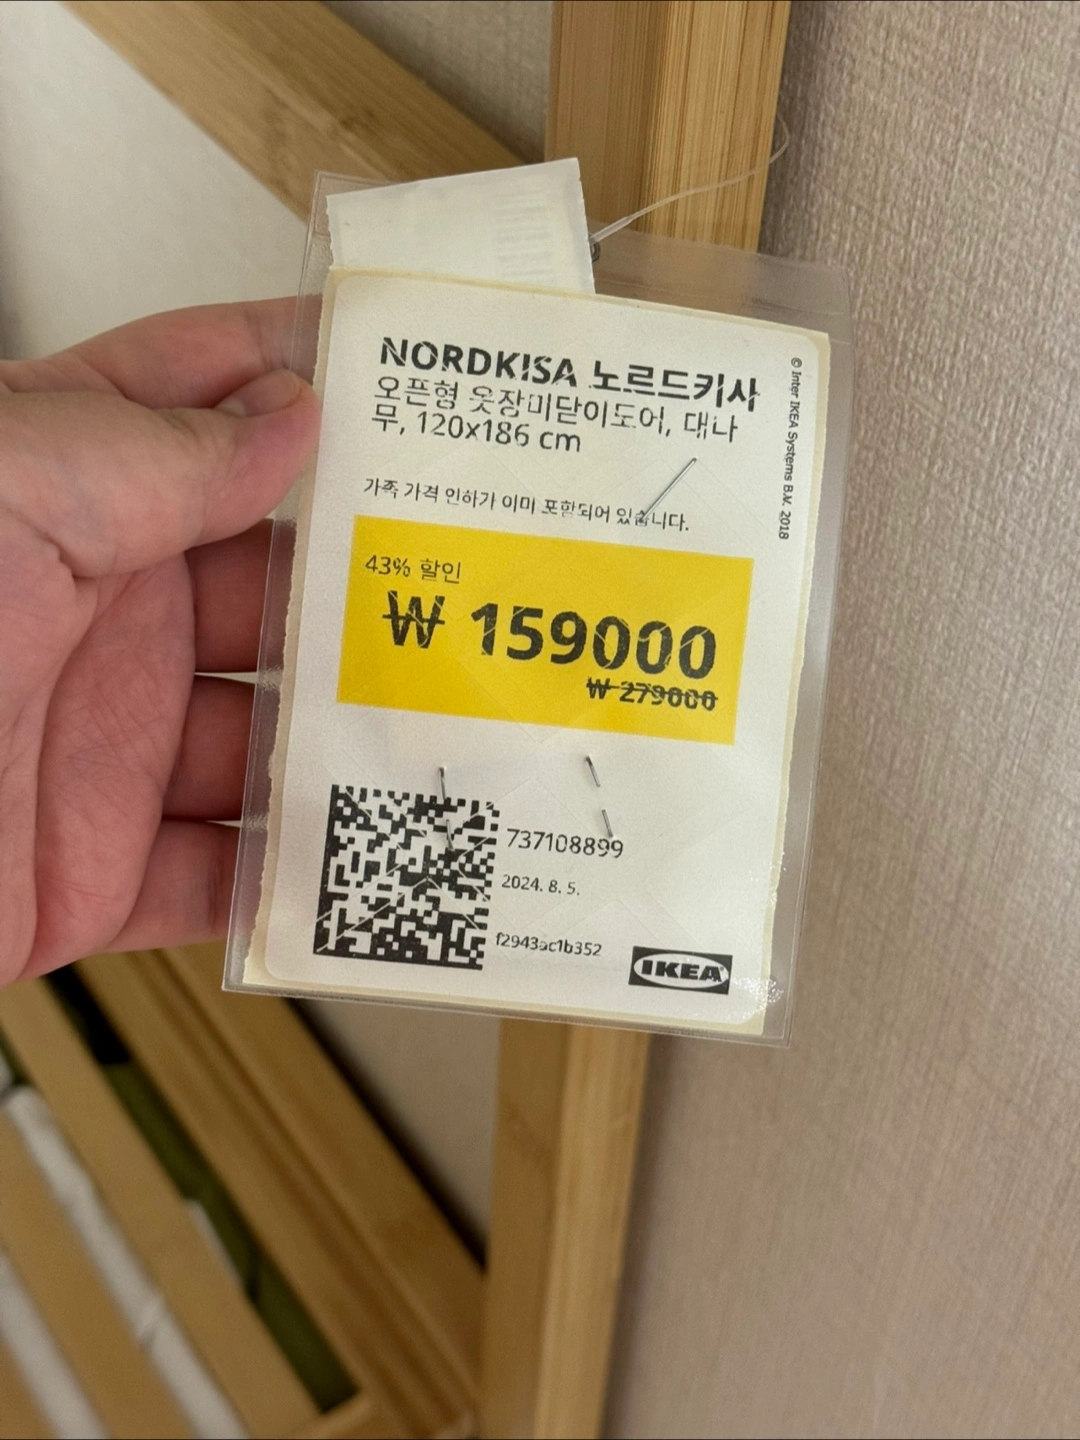 NORDKISA 노르드키사
오픈형 옷장미닫이도어, 대나
무, 120x186 cm
가족 가격 인하가 이미 포함되어 있습니다.
43% 할인
₩ 159000
₩ 279000
737108899
2024. 8. 5.
f2943ac1b352
IKEA
© Inter IKEA Systems B.V. 2018